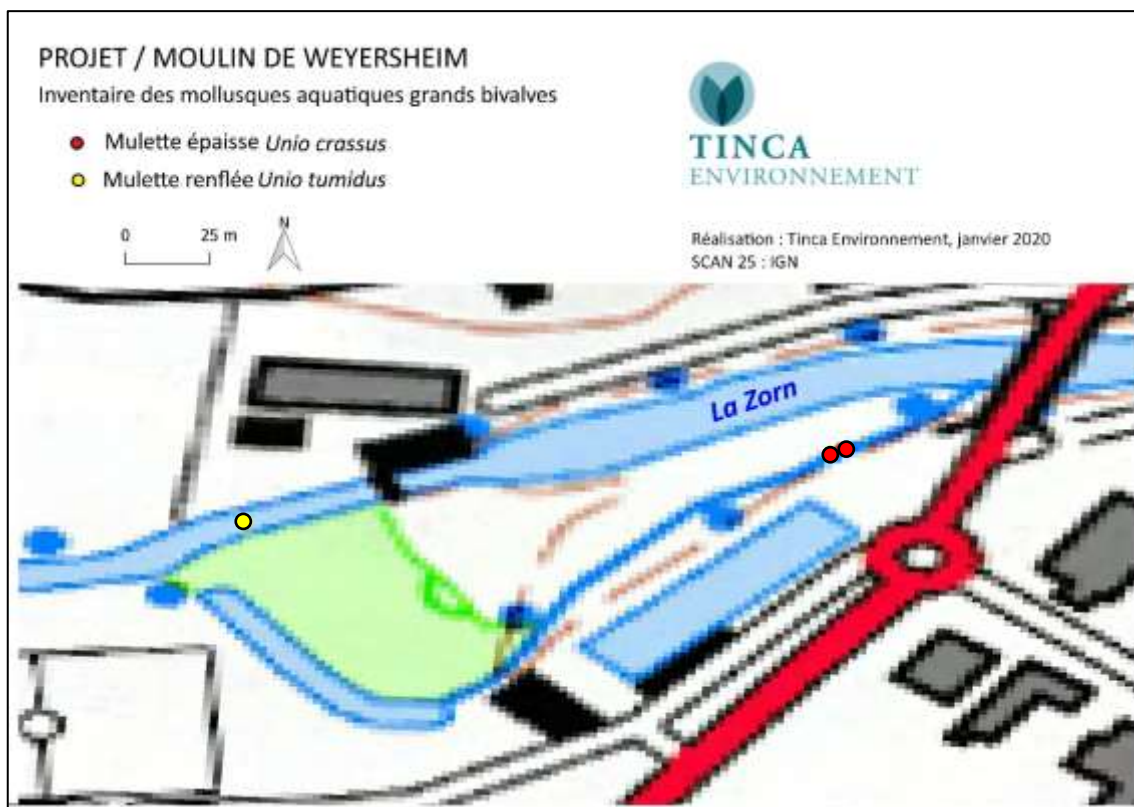 PROJET / MOULIN DE WEYERSHEIM
Inventaire des mollusques aquatiques grands bivalves
Mulette épaisse Unio crassus
Mulette renflée Unio tumidus
0 25 m
N
TINCA
ENVIRONNEMENT
Réalisation : Tinca Environnement, janvier 2020
SCAN 25 : IGN
La Zorn